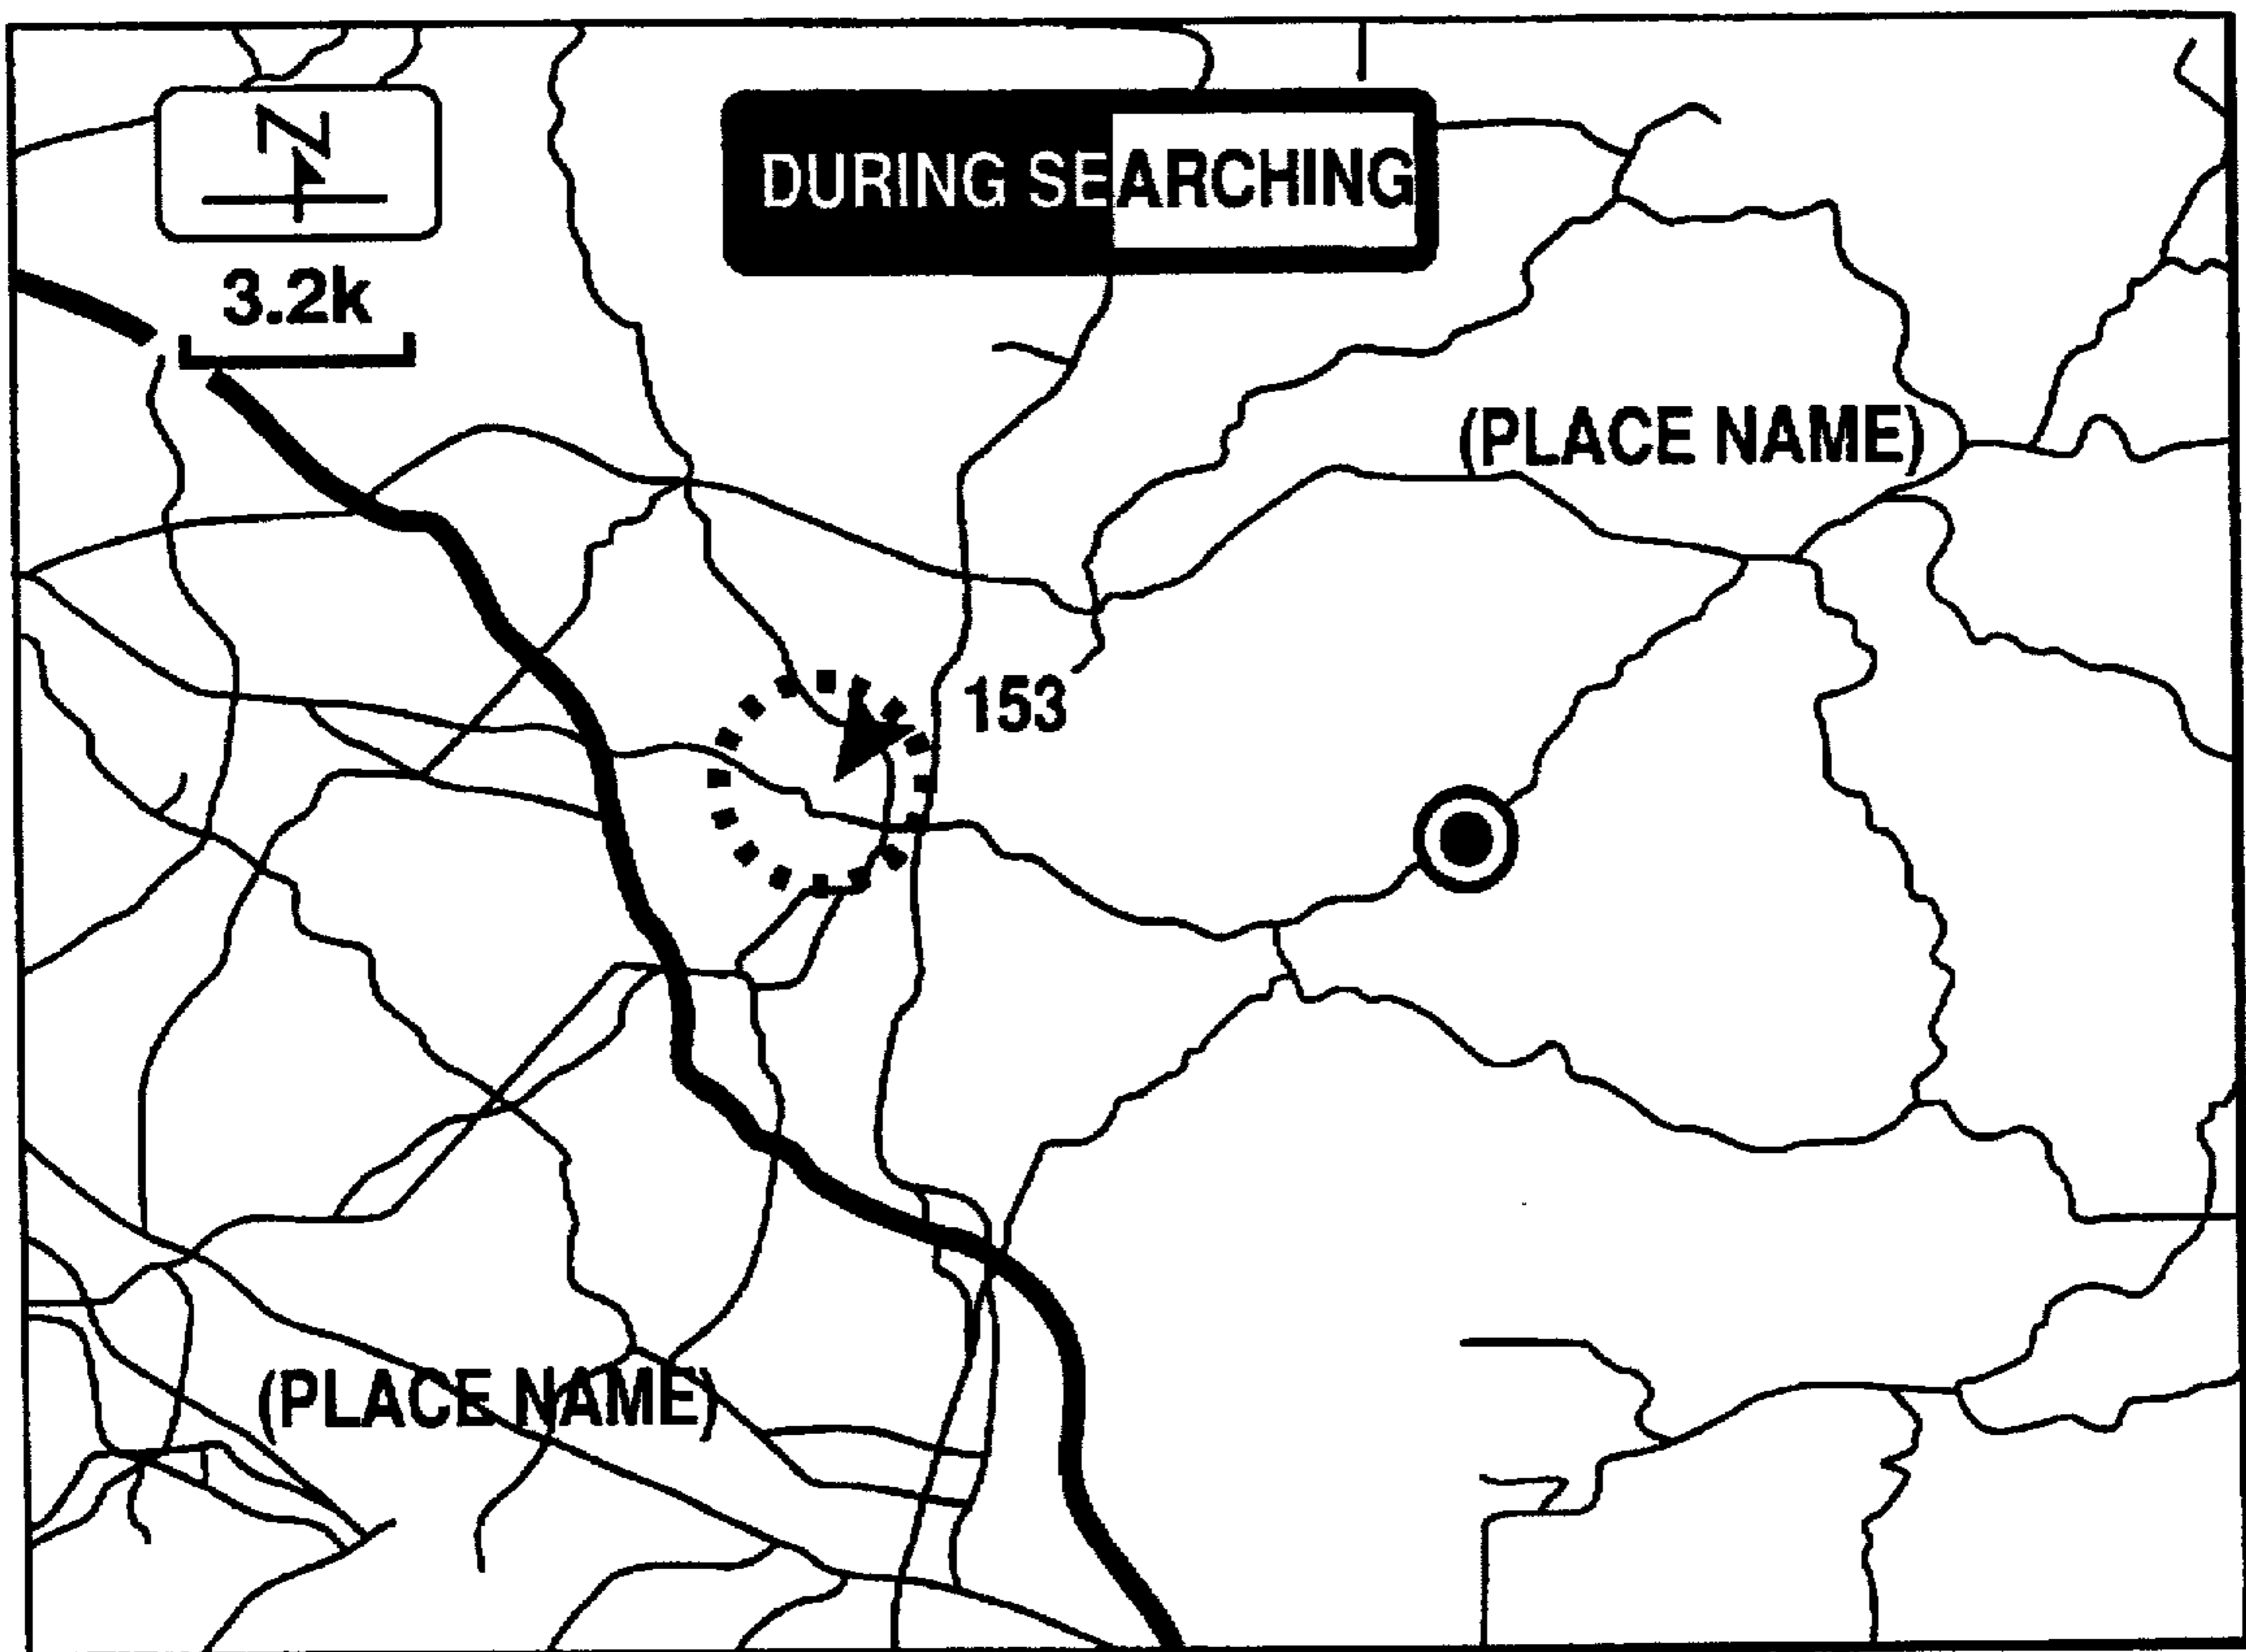 N
DURING SEARCHING
3.2k
(PLACE NAME)
153
(PLACE NAME)